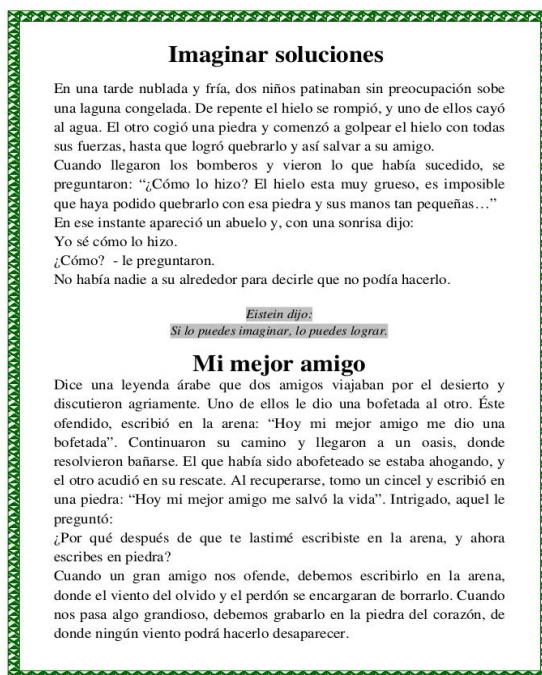 Imaginar soluciones
En una tarde nublada y fría, dos niños patinaban sin preocupación sobe
una laguna congelada. De repente el hielo se rompió, y uno de ellos cayó
al agua. El otro cogió una piedra y comenzó a golpear el hielo con todas
sus fuerzas, hasta que logró quebrarlo y así salvar a su amigo.
Cuando llegaron los bomberos y vieron lo que había sucedido, se
preguntaron: “¿Cómo lo hizo? El hielo esta muy grueso, es imposible
que haya podido quebrarlo con esa piedra y sus manos tan pequeñas…”
En ese instante apareció un abuelo y, con una sonrisa dijo:
Yo sé cómo lo hizo.
¿Cómo?  - le preguntaron.
No había nadie a su alrededor para decirle que no podía hacerlo.
Eistein dijo:
Si lo puedes imaginar, lo puedes lograr.
Mi mejor amigo
Dice una leyenda árabe que dos amigos viajaban por el desierto y
discutieron agriamente. Uno de ellos le dio una bofetada al otro. Éste
ofendido, escribió en la arena: “Hoy mi mejor amigo me dio una
bofetada”. Continuaron su camino y llegaron a un oasis, donde
resolvieron bañarse. El que había sido abofeteado se estaba ahogando, y
el otro acudió en su rescate. Al recuperarse, tomo un cincel y escribió en
una piedra: “Hoy mi mejor amigo me salvó la vida”. Intrigado, aquel le
preguntó:
¿Por qué después de que te lastimé escribiste en la arena, y ahora
escribes en piedra?
Cuando un gran amigo nos ofende, debemos escribirlo en la arena,
donde el viento del olvido y el perdón se encargaran de borrarlo. Cuando
nos pasa algo grandioso, debemos grabarlo en la piedra del corazón, de
donde ningún viento podrá hacerlo desaparecer.